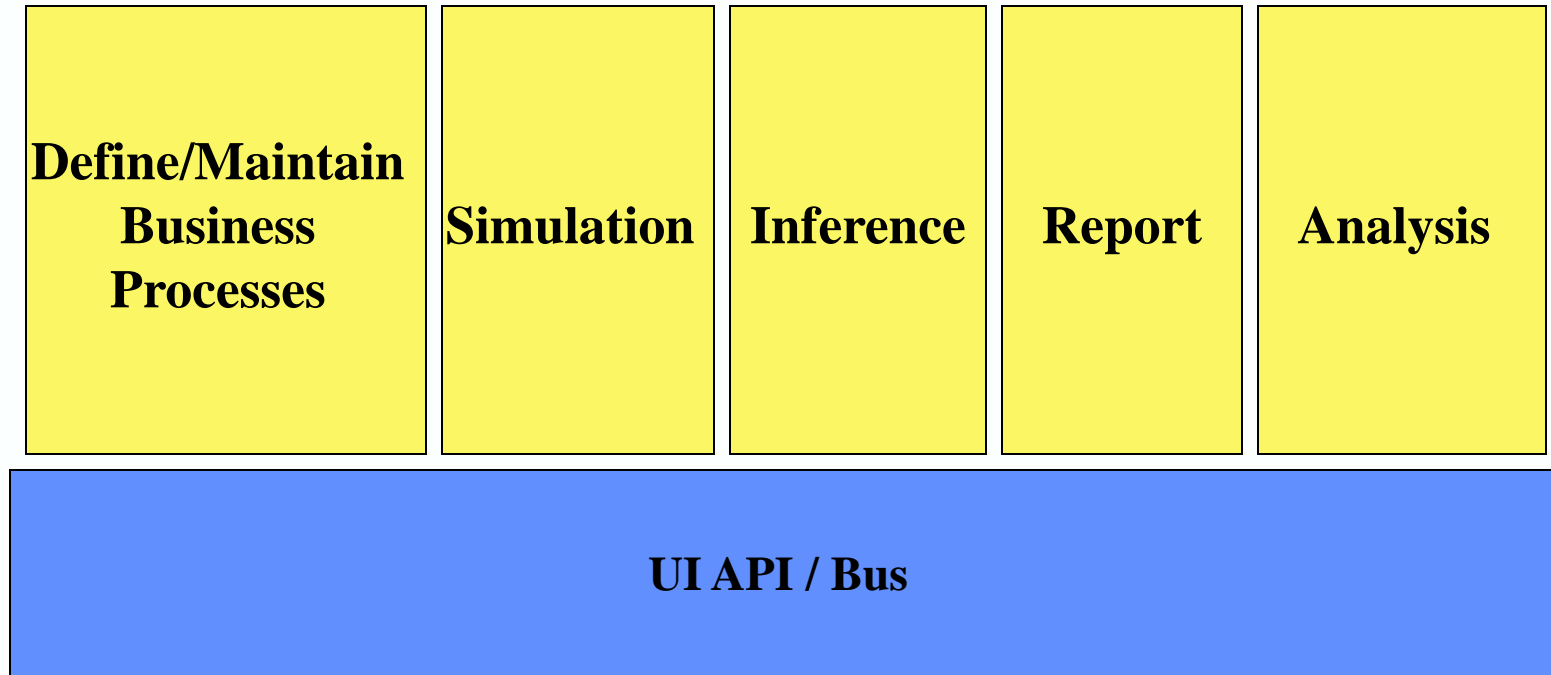 Define/Maintain
Business
Processes
Simulation
Inference
Report
Analysis
UI API / Bus